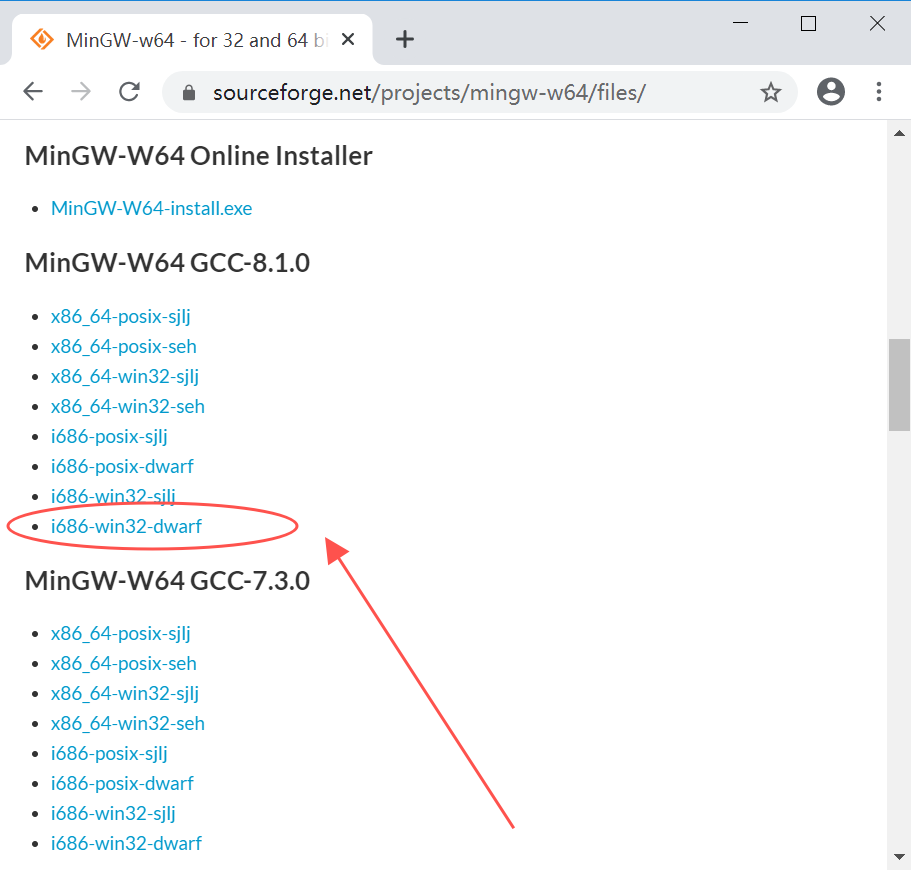 MinGW-w64 - for 32 and 64 bi
sourceforge.net/projects/mingw-w64/files/
MinGW-W64 Online Installer
MinGW-W64-install.exe
MinGW-W64 GCC-8.1.0
x86_64-posix-sjlj
x86_64-posix-seh
x86_64-win32-sjlj
x86_64-win32-seh
i686-posix-sjlj
i686-posix-dwarf
i686-win32-sjlj
i686-win32-dwarf
MinGW-W64 GCC-7.3.0
x86_64-posix-sjlj
x86_64-posix-seh
x86_64-win32-sjlj
x86_64-win32-seh
i686-posix-sjlj
i686-posix-dwarf
i686-win32-sjlj
i686-win32-dwarf